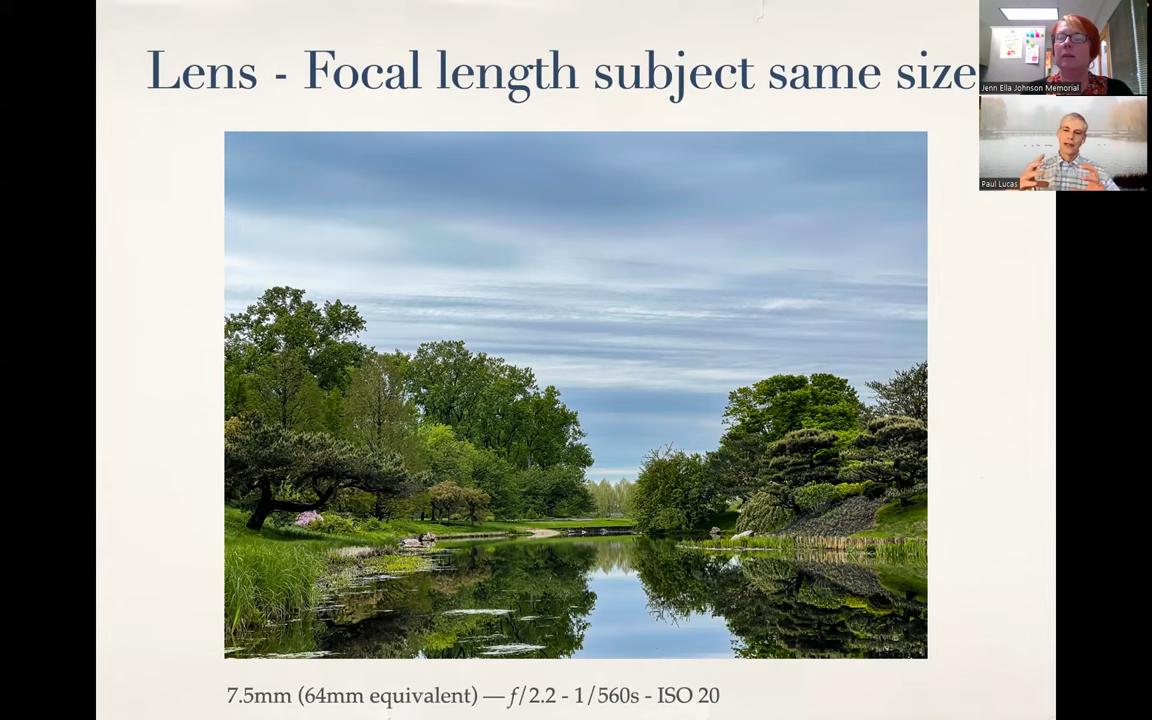 Lens - Focal length subject same size
Jenn Ella Johnson Memorial
Paul Lucas
7.5mm (64mm equivalent) — f/2.2 - 1/560s - ISO 20